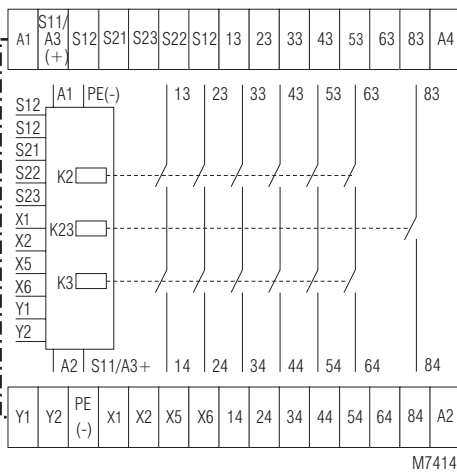 A1 S11/A3(+) S12 S21 S23 S22 S12 13 23 33 43 53 63 83 A4
A1 PE(-) 13 23 33 43 53 63 83
S12
S12
S21
S22
S23
X1
X2
X5
X6
Y1
Y2
K2
K23
K3
A2 S11/A3+ 14 24 34 44 54 64 84
Y1 Y2 PE(-) X1 X2 X5 X6 14 24 34 44 54 64 84 A2
M7414